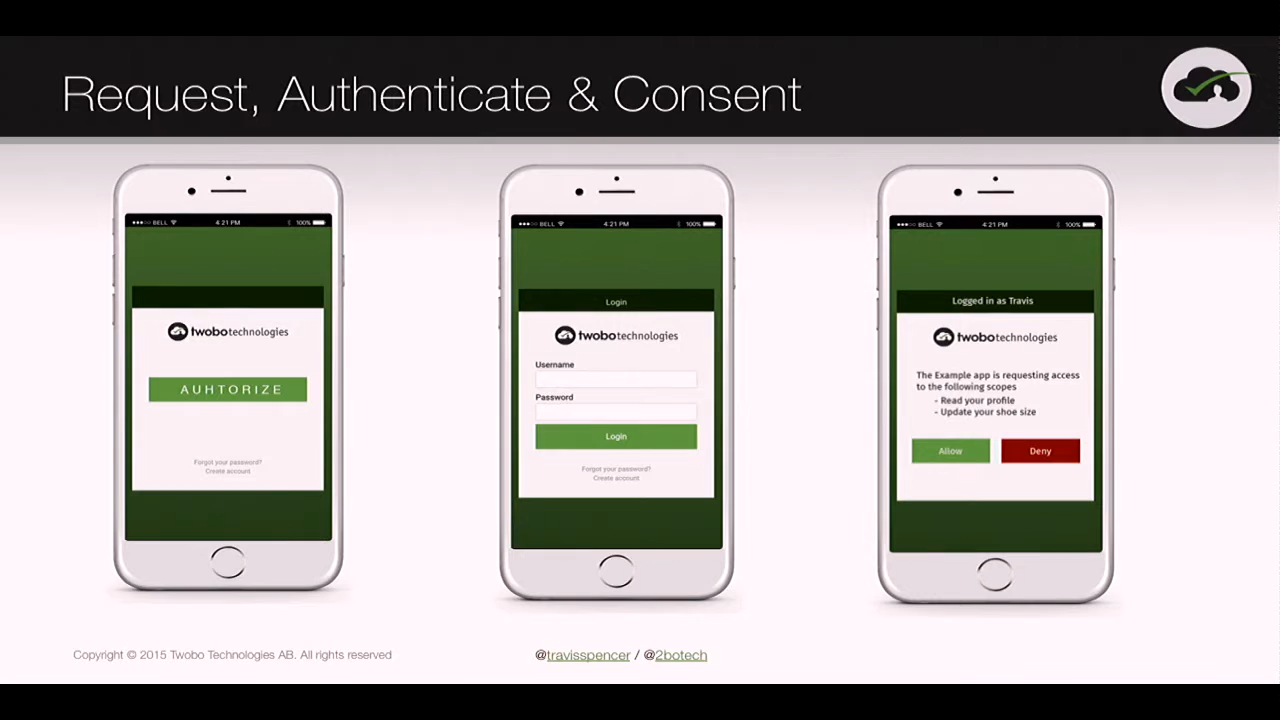 Request, Authenticate & Consent
BELL 4:21 PM 100%
twobotechnologies
AUHTORIZE
Forgot your password?
Create account
BELL 4:21 PM 100%
Login
twobotechnologies
Username
Password
Login
Forgot your password?
Create account
BELL 4:21 PM 100%
Logged in as Travis
twobotechnologies
The Example app is requesting access
to the following scopes
- Read your profile
- Update your shoe size
Allow Deny
Copyright © 2015 Twobo Technologies AB. All rights reserved
@travisspencer / @2botech